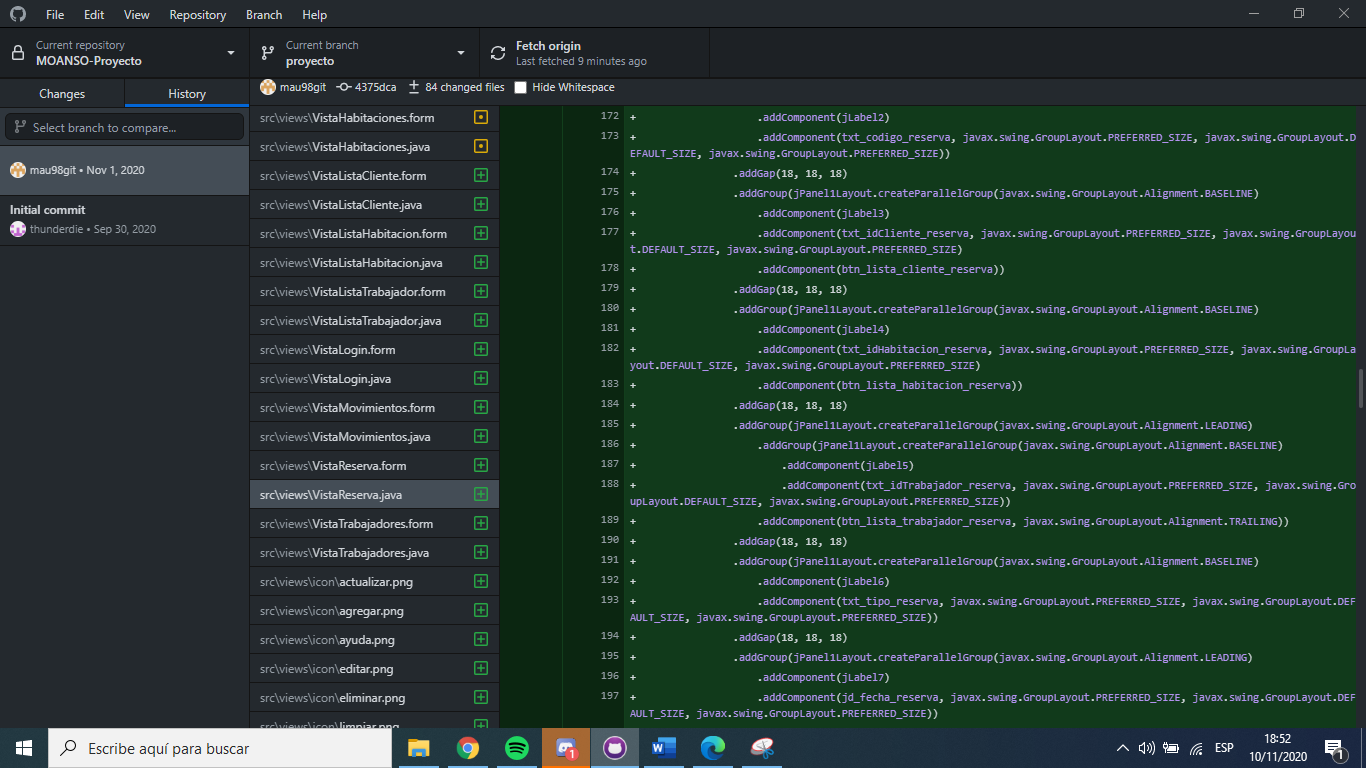 File Edit View Repository Branch Help
Current repository
MOANSO-Proyecto
Current branch
proyecto
Fetch origin
Last fetched 9 minutes ago
Changes
History
mau98git
4375dca
84 changed files
Hide Whitespace
Select branch to compare...
mau98git • Nov 1, 2020
Initial commit
thunderdie • Sep 30, 2020
src\views\VistaHabitaciones.form
src\views\VistaHabitaciones.java
src\views\VistaListaCliente.form
src\views\VistaListaCliente.java
src\views\VistaListaHabitacion.form
src\views\VistaListaHabitacion.java
src\views\VistaListaTrabajador.form
src\views\VistaListaTrabajador.java
src\views\VistaLogin.form
src\views\VistaLogin.java
src\views\VistaMovimientos.form
src\views\VistaMovimientos.java
src\views\VistaReserva.form
src\views\VistaReserva.java
src\views\VistaTrabajadores.form
src\views\VistaTrabajadores.java
src\views\icon\actualizar.png
src\views\icon\agregar.png
src\views\icon\ayuda.png
src\views\icon\editar.png
src\views\icon\eliminar.png
src\views\icon\limpiar.png
172 + .addComponent(jLabel2)
173 + .addComponent(txt_codigo_reserva, javax.swing.GroupLayout.PREFERRED_SIZE, javax.swing.GroupLayout.D
EFAULT_SIZE, javax.swing.GroupLayout.PREFERRED_SIZE))
174 + .addGap(18, 18, 18)
175 + .addGroup(jPanel1Layout.createParallelGroup(javax.swing.GroupLayout.Alignment.BASELINE)
176 + .addComponent(jLabel3)
177 + .addComponent(txt_idCliente_reserva, javax.swing.GroupLayout.PREFERRED_SIZE, javax.swing.GroupLayou
t.DEFAULT_SIZE, javax.swing.GroupLayout.PREFERRED_SIZE)
178 + .addComponent(btn_lista_cliente_reserva))
179 + .addGap(18, 18, 18)
180 + .addGroup(jPanel1Layout.createParallelGroup(javax.swing.GroupLayout.Alignment.BASELINE)
181 + .addComponent(jLabel4)
182 + .addComponent(txt_idHabitacion_reserva, javax.swing.GroupLayout.PREFERRED_SIZE, javax.swing.GroupLa
yout.DEFAULT_SIZE, javax.swing.GroupLayout.PREFERRED_SIZE)
183 + .addComponent(btn_lista_habitacion_reserva))
184 + .addGap(18, 18, 18)
185 + .addGroup(jPanel1Layout.createParallelGroup(javax.swing.GroupLayout.Alignment.LEADING)
186 + .addGroup(jPanel1Layout.createParallelGroup(javax.swing.GroupLayout.Alignment.BASELINE)
187 + .addComponent(jLabel5)
188 + .addComponent(txt_idTrabajador_reserva, javax.swing.GroupLayout.PREFERRED_SIZE, javax.swing.Gro
upLayout.DEFAULT_SIZE, javax.swing.GroupLayout.PREFERRED_SIZE))
189 + .addComponent(btn_lista_trabajador_reserva, javax.swing.GroupLayout.Alignment.TRAILING))
190 + .addGap(18, 18, 18)
191 + .addGroup(jPanel1Layout.createParallelGroup(javax.swing.GroupLayout.Alignment.BASELINE)
192 + .addComponent(jLabel6)
193 + .addComponent(txt_tipo_reserva, javax.swing.GroupLayout.PREFERRED_SIZE, javax.swing.GroupLayout.DEF
AULT_SIZE, javax.swing.GroupLayout.PREFERRED_SIZE))
194 + .addGap(18, 18, 18)
195 + .addGroup(jPanel1Layout.createParallelGroup(javax.swing.GroupLayout.Alignment.LEADING)
196 + .addComponent(jLabel7)
197 + .addComponent(jd_fecha_reserva, javax.swing.GroupLayout.PREFERRED_SIZE, javax.swing.GroupLayout.DEF
AULT_SIZE, javax.swing.GroupLayout.PREFERRED_SIZE))
Escribe aquí para buscar
1
W
ESP
18:52
10/11/2020
1